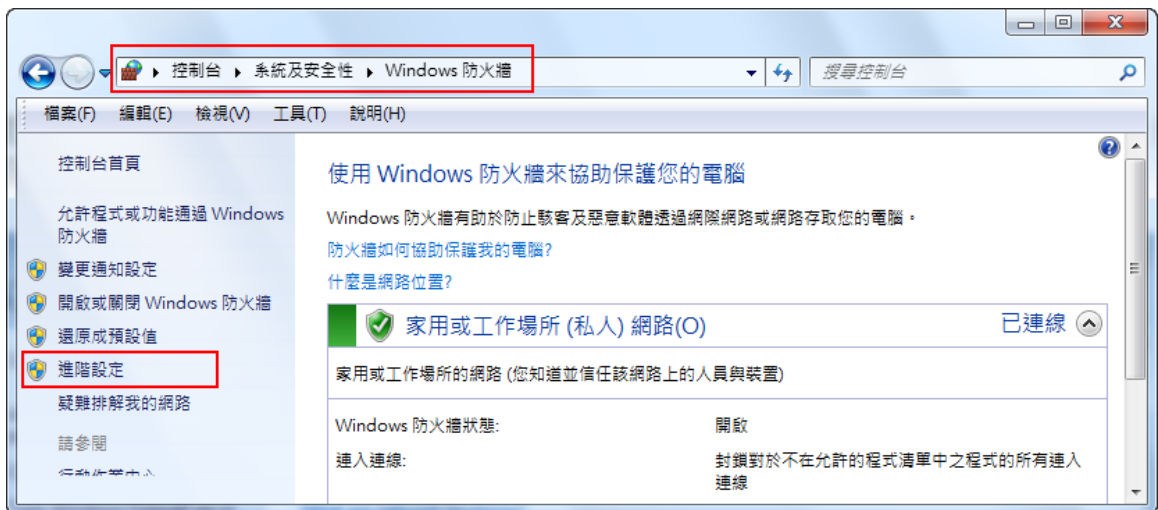 控制台 ▸ 系統及安全性 ▸ Windows 防火牆
搜尋控制台
檔案(F) 編輯(E) 檢視(V) 工具(T) 說明(H)
控制台首頁
允許程式或功能通過 Windows
防火牆
變更通知設定
開啟或關閉 Windows 防火牆
還原成預設值
進階設定
疑難排解我的網路
請參閱
行動作業中心
使用 Windows 防火牆來協助保護您的電腦
Windows 防火牆有助於防止駭客及惡意軟體透過網際網路或網路存取您的電腦。
防火牆如何協助保護我的電腦?
什麼是網路位置?
家用或工作場所 (私人) 網路(O) 已連線
家用或工作場所的網路 (您知道並信任該網路上的人員與裝置)
Windows 防火牆狀態: 開啟
連入連線: 封鎖對於不在允許的程式清單中之程式的所有連入
連線